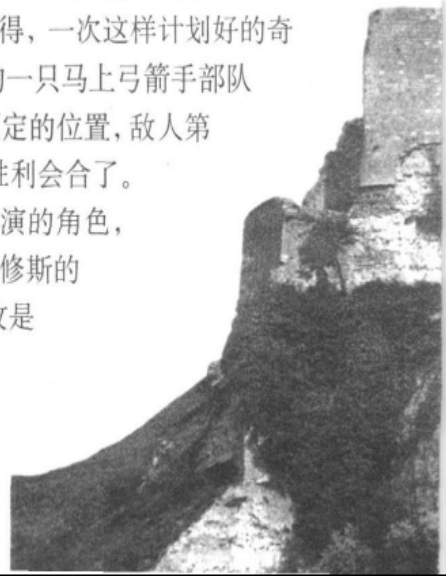 得，一次这样计划好的奇
一只马上弓箭手部队
定的位置，敌人第
胜利会合了。
演的角色，
修斯的
是